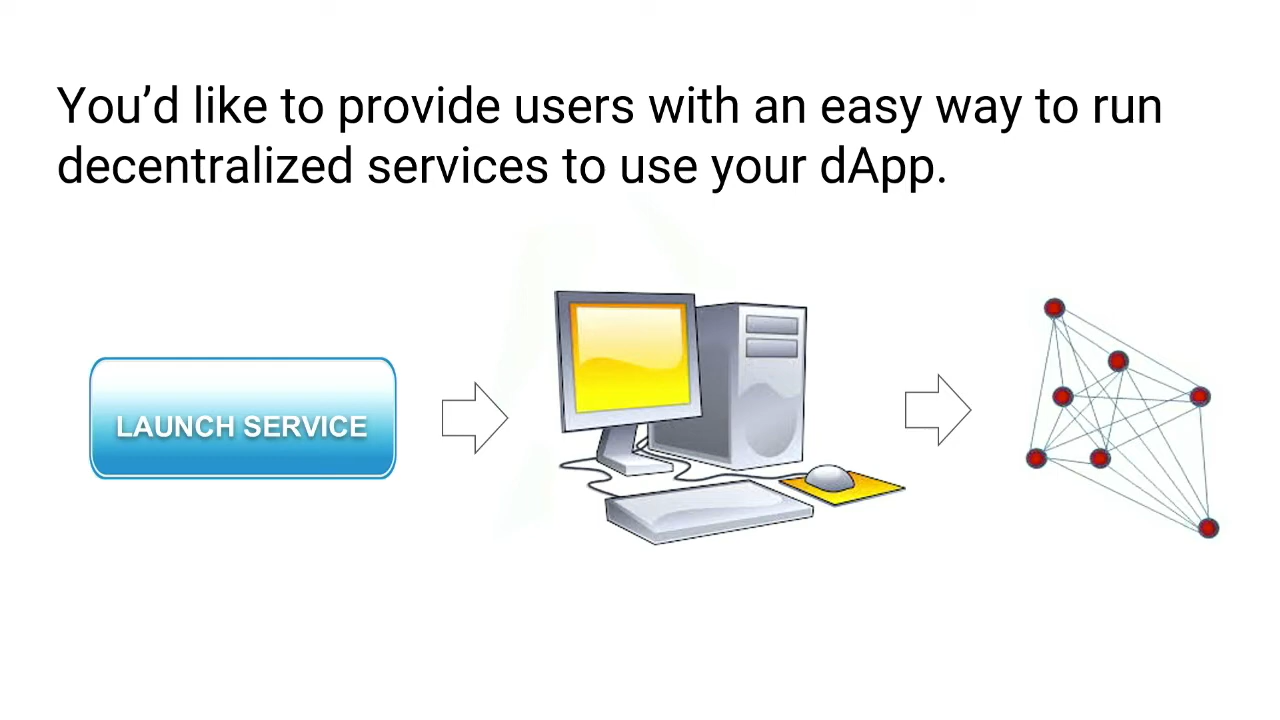 You’d like to provide users with an easy way to run
decentralized services to use your dApp.
LAUNCH SERVICE